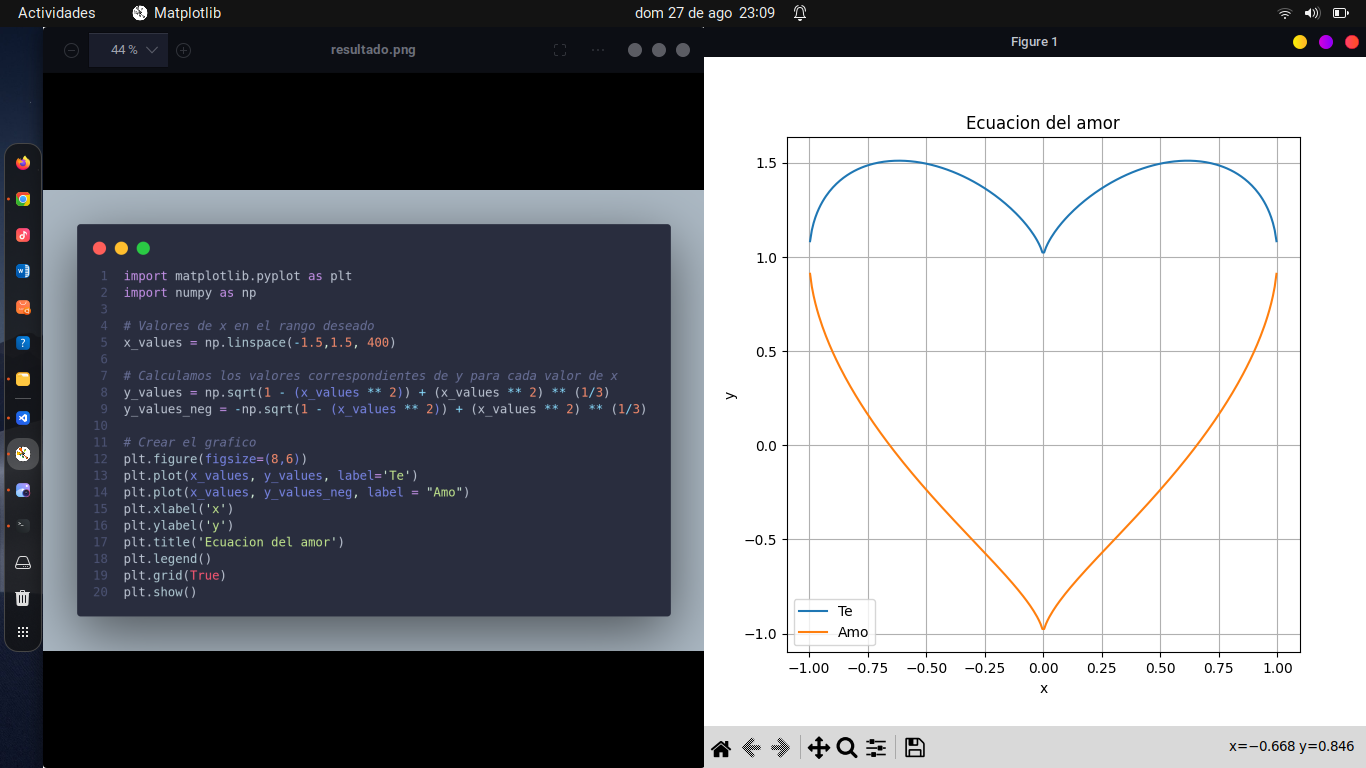 Actividades Matplotlib dom 27 de ago 23:09
44 % resultado.png
Figure 1
1 import matplotlib.pyplot as plt
2 import numpy as np
3
4 # Valores de x en el rango deseado
5 x_values = np.linspace(-1.5,1.5, 400)
6
7 # Calculamos los valores correspondientes de y para cada valor de x
8 y_values = np.sqrt(1 - (x_values ** 2)) + (x_values ** 2) ** (1/3)
9 y_values_neg = -np.sqrt(1 - (x_values ** 2)) + (x_values ** 2) ** (1/3)
10
11 # Crear el grafico
12 plt.figure(figsize=(8,6))
13 plt.plot(x_values, y_values, label='Te')
14 plt.plot(x_values, y_values_neg, label = "Amo")
15 plt.xlabel('x')
16 plt.ylabel('y')
17 plt.title('Ecuacion del amor')
18 plt.legend()
19 plt.grid(True)
20 plt.show()
Ecuacion del amor
1.5
1.0
0.5
0.0
−0.5
−1.0
y
Te
Amo
−1.00 −0.75 −0.50 −0.25 0.00 0.25 0.50 0.75 1.00
x
x=−0.668 y=0.846